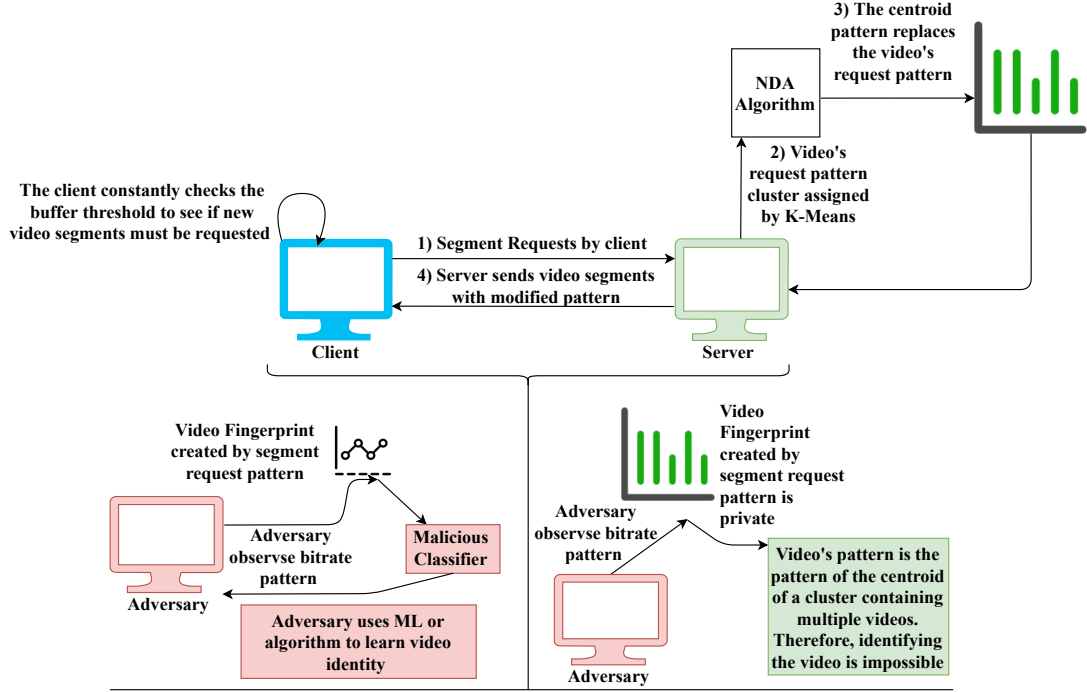 3) The centroid
pattern replaces
the video's
request pattern
NDA
Algorithm
2) Video's
request pattern
cluster assigned
by K-Means
The client constantly checks the
buffer threshold to see if new
video segments must be requested
1) Segment Requests by client
4) Server sends video segments
with modified pattern
Client
Server
Video Fingerprint
created by segment
request pattern
Adversary
observse bitrate
pattern
Malicious
Classifier
Adversary
Adversary uses ML or
algorithm to learn video
identity
Video
Fingerprint
created by
segment request
pattern is
private
Adversary
observse bitrate
pattern
Adversary
Video's pattern is the
pattern of the centroid
of a cluster containing
multiple videos.
Therefore, identifying
the video is impossible